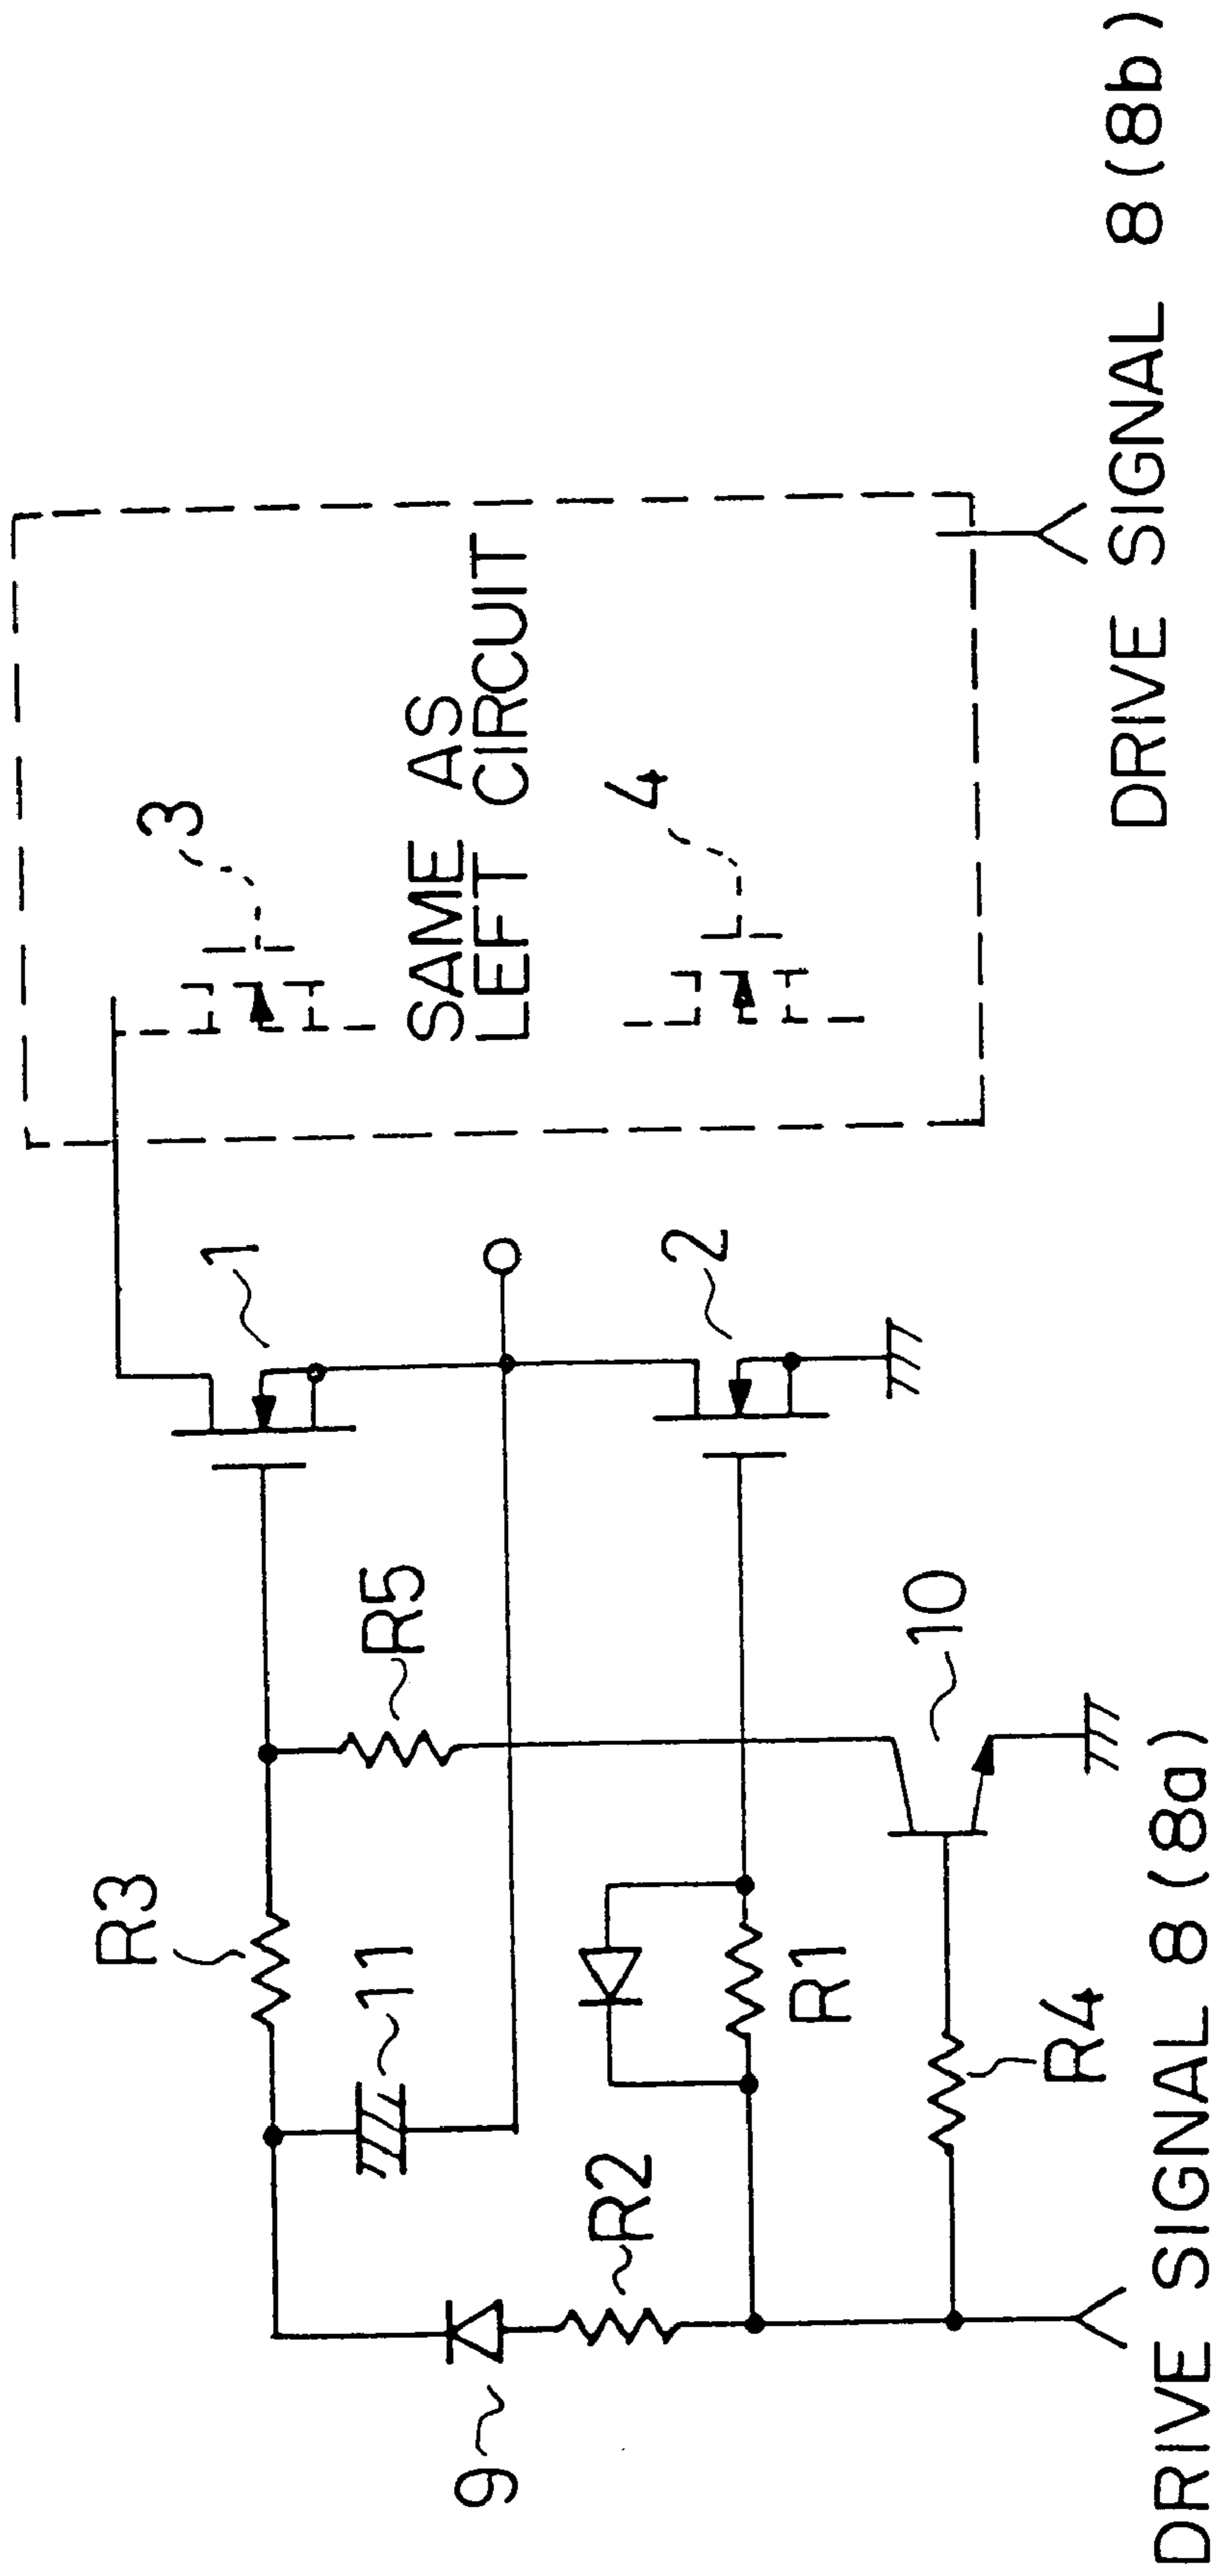 3
SAME AS
LEFT CIRCUIT
4
1
2
R3
R5
11
R1
R2
9
10
R4
DRIVE SIGNAL 8 (8a)
DRIVE SIGNAL 8 (8b)